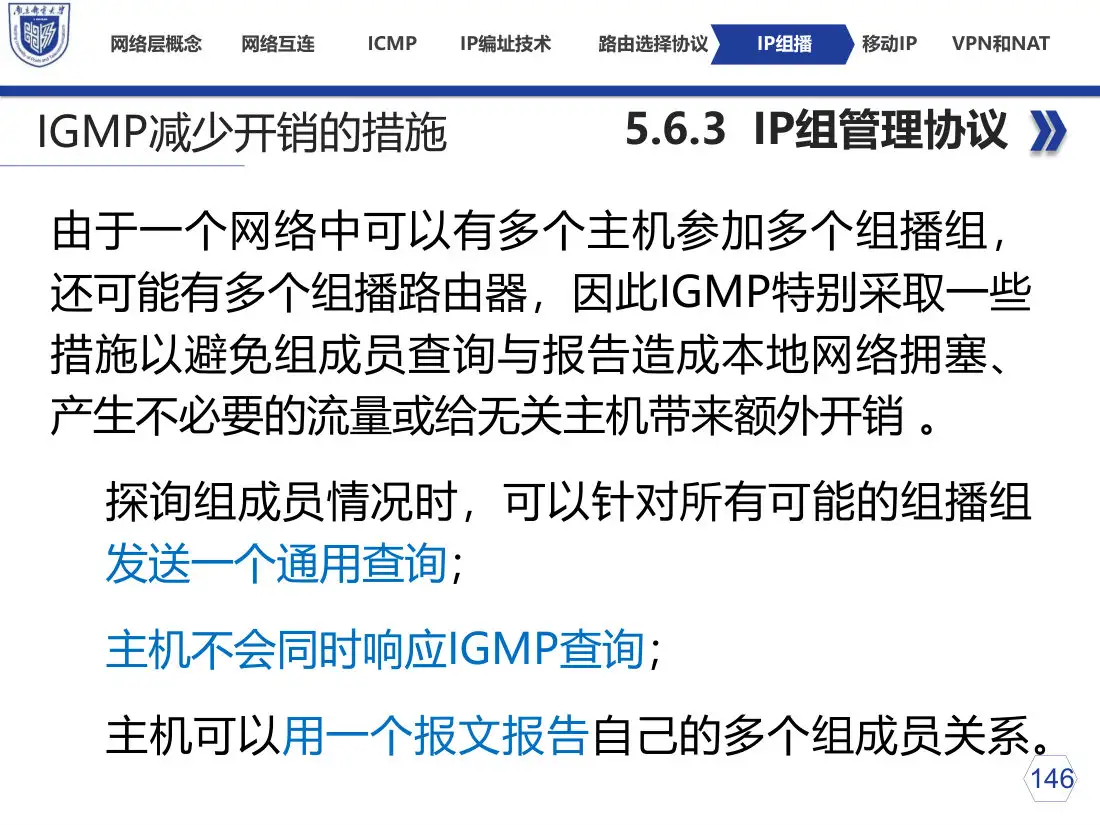 南京邮电大学
网络层概念 网络互连 ICMP IP编址技术 路由选择协议 IP组播 移动IP VPN和NAT
IGMP减少开销的措施
5.6.3 IP组管理协议
由于一个网络中可以有多个主机参加多个组播组，
还可能有多个组播路由器，因此IGMP特别采取一些
措施以避免组成员查询与报告造成本地网络拥塞、
产生不必要的流量或给无关主机带来额外开销 。
探询组成员情况时，可以针对所有可能的组播组
发送一个通用查询；
主机不会同时响应IGMP查询；
主机可以用一个报文报告自己的多个组成员关系。
146